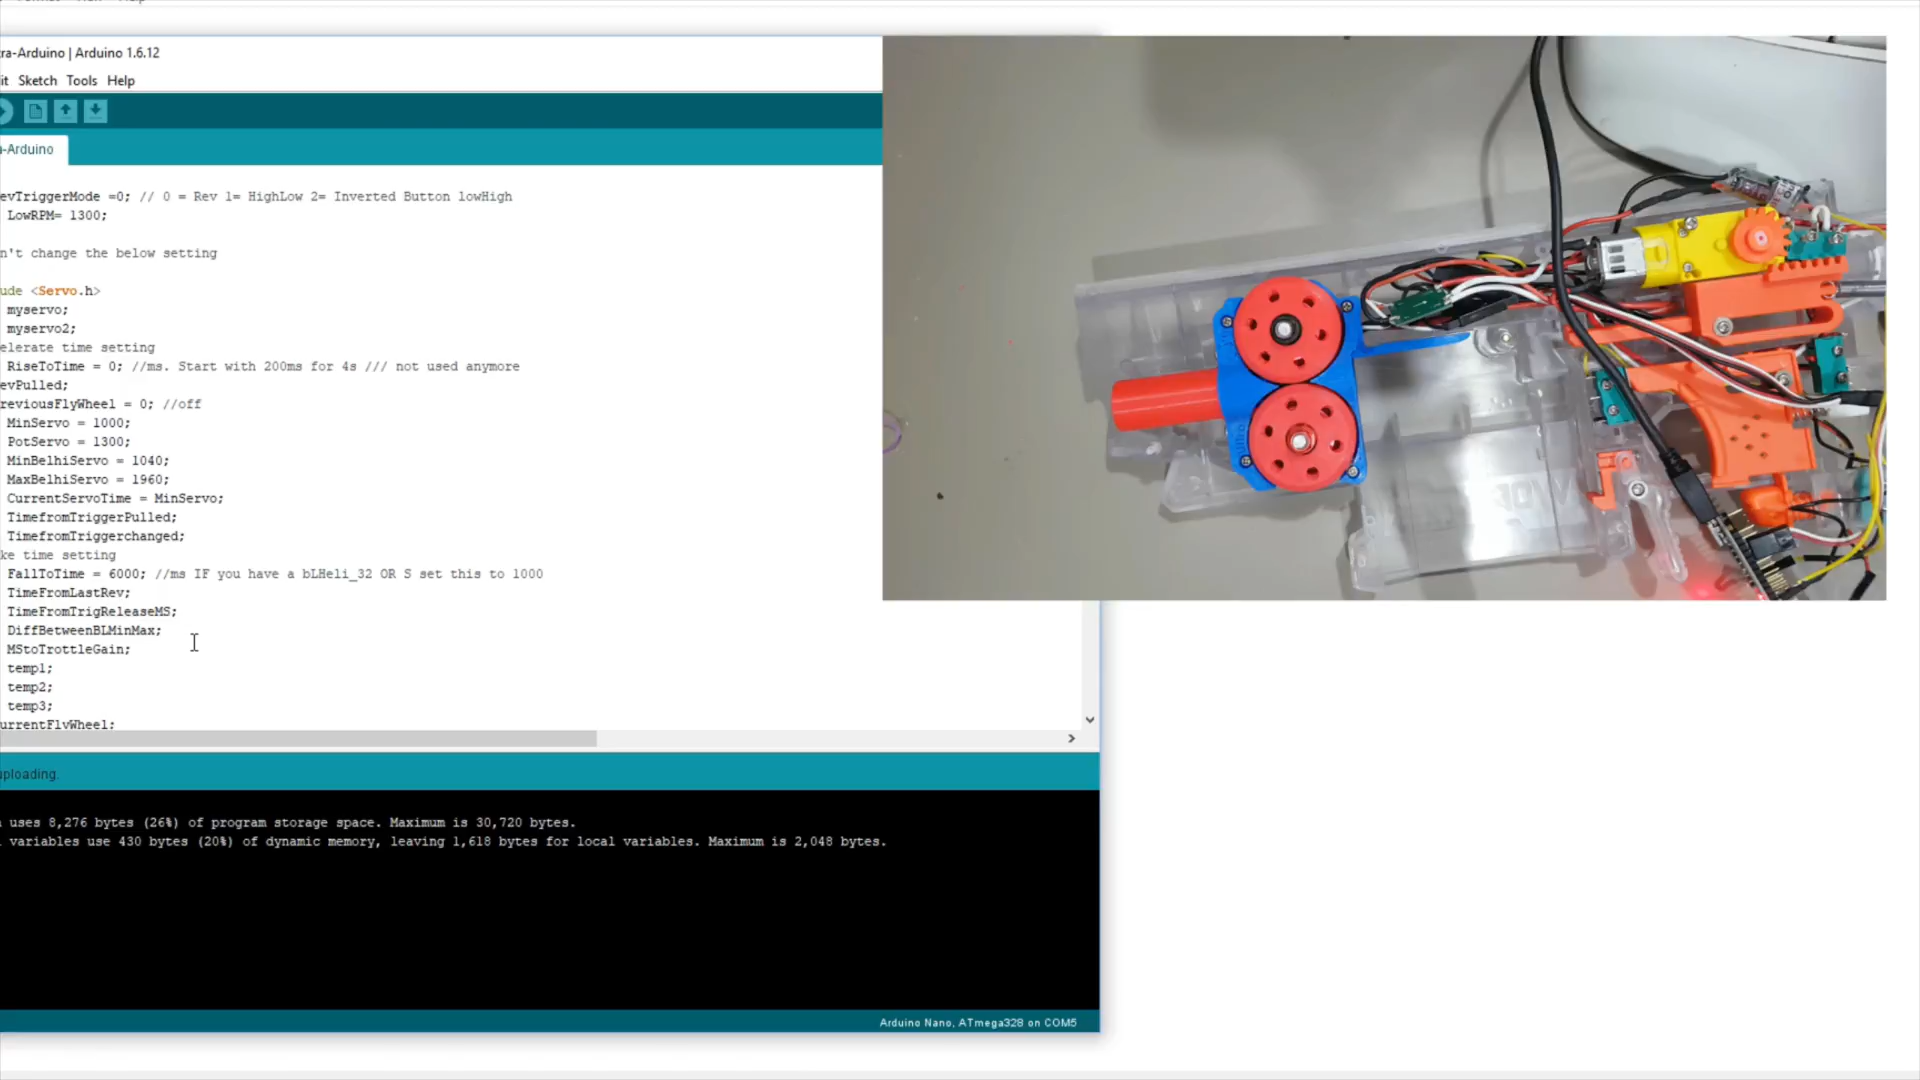 ra-Arduino | Arduino 1.6.12
it Sketch Tools Help
a-Arduino
evTriggerMode =0; // 0 = Rev 1= HighLow 2= Inverted Button lowHigh
LowRPM= 1300;
n't change the below setting
ude <Servo.h>
myservo;
myservo2;
elerate time setting
RiseToTime = 0; //ms. Start with 200ms for 4s /// not used anymore
evPulled;
reviousFlyWheel = 0; //off
MinServo = 1000;
PotServo = 1300;
MinBelhiServo = 1040;
MaxBelhiServo = 1960;
CurrentServoTime = MinServo;
TimefromTriggerPulled;
TimefromTriggerchanged;
ke time setting
FallToTime = 6000; //ms IF you have a bLHeli_32 OR S set this to 1000
TimeFromLastRev;
TimeFromTrigReleaseMS;
DiffBetweenBLMinMax;
MStoTrottleGain;
temp1;
temp2;
temp3;
urrentFlyWheel;
uploading.
uses 8,276 bytes (26%) of program storage space. Maximum is 30,720 bytes.
variables use 430 bytes (20%) of dynamic memory, leaving 1,618 bytes for local variables. Maximum is 2,048 bytes.
Arduino Nano, ATmega328 on COM5